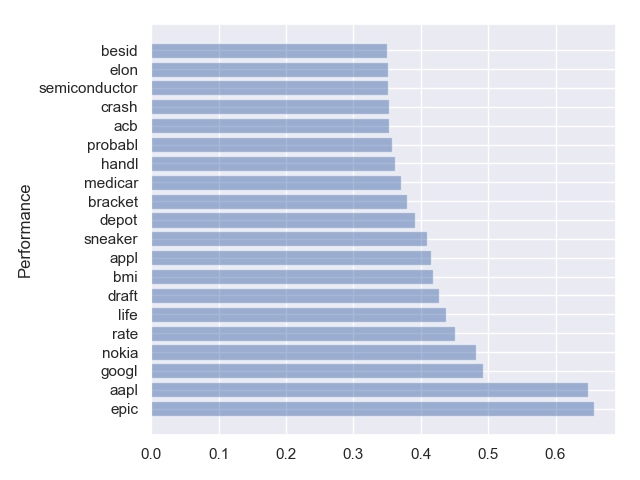 besid
elon
semiconductor
crash
acb
probabl
handl
medicar
bracket
depot
sneaker
appl
bmi
draft
life
rate
nokia
googl
aapl
epic
Performance
0.0 0.1 0.2 0.3 0.4 0.5 0.6